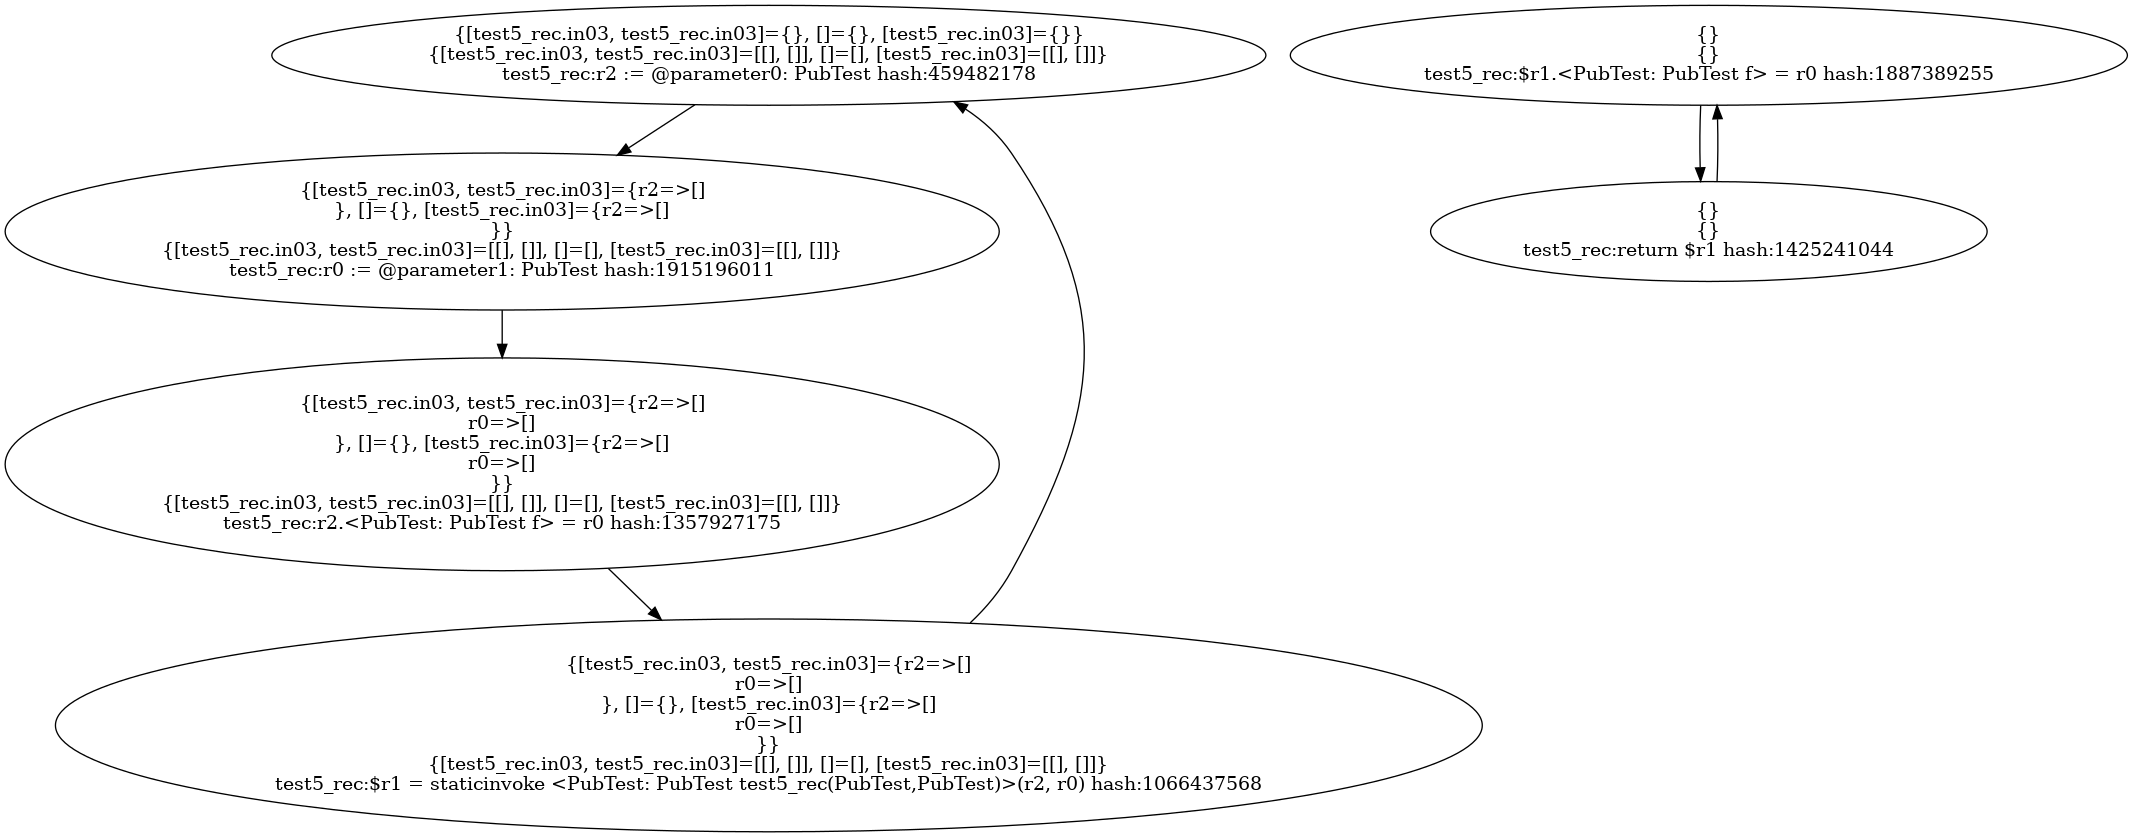 {[test5_rec.in03, test5_rec.in03]={}, []={}, [test5_rec.in03]={}}
{[test5_rec.in03, test5_rec.in03]=[[], []], []=[], [test5_rec.in03]=[[], []]}
test5_rec:r2 := @parameter0: PubTest hash:459482178
{}
{}
test5_rec:$r1.<PubTest: PubTest f> = r0 hash:1887389255
{[test5_rec.in03, test5_rec.in03]={r2=>[]
}, []={}, [test5_rec.in03]={r2=>[]
}}
{[test5_rec.in03, test5_rec.in03]=[[], []], []=[], [test5_rec.in03]=[[], []]}
test5_rec:r0 := @parameter1: PubTest hash:1915196011
{}
{}
test5_rec:return $r1 hash:1425241044
{[test5_rec.in03, test5_rec.in03]={r2=>[]
r0=>[]
}, []={}, [test5_rec.in03]={r2=>[]
r0=>[]
}}
{[test5_rec.in03, test5_rec.in03]=[[], []], []=[], [test5_rec.in03]=[[], []]}
test5_rec:r2.<PubTest: PubTest f> = r0 hash:1357927175
{[test5_rec.in03, test5_rec.in03]={r2=>[]
r0=>[]
}, []={}, [test5_rec.in03]={r2=>[]
r0=>[]
}}
{[test5_rec.in03, test5_rec.in03]=[[], []], []=[], [test5_rec.in03]=[[], []]}
test5_rec:$r1 = staticinvoke <PubTest: PubTest test5_rec(PubTest,PubTest)>(r2, r0) hash:1066437568